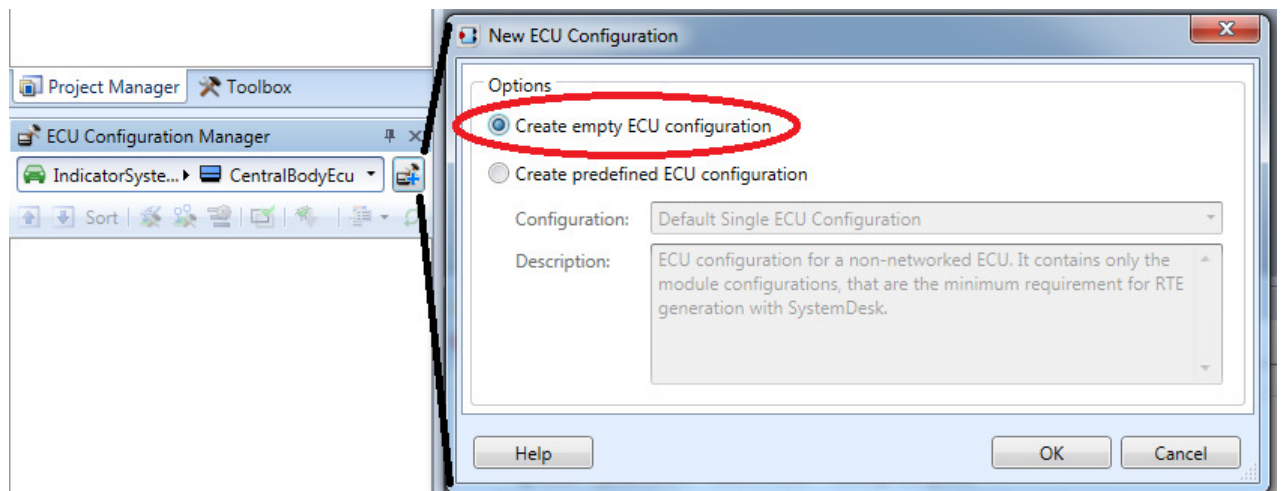 New ECU Configuration
Project Manager Toolbox
Options
Create empty ECU configuration
ECU Configuration Manager
IndicatorSyste... CentralBodyEcu
Create predefined ECU configuration
Sort
Configuration: Default Single ECU Configuration
Description: ECU configuration for a non-networked ECU. It contains only the
module configurations, that are the minimum requirement for RTE
generation with SystemDesk.
Help OK Cancel